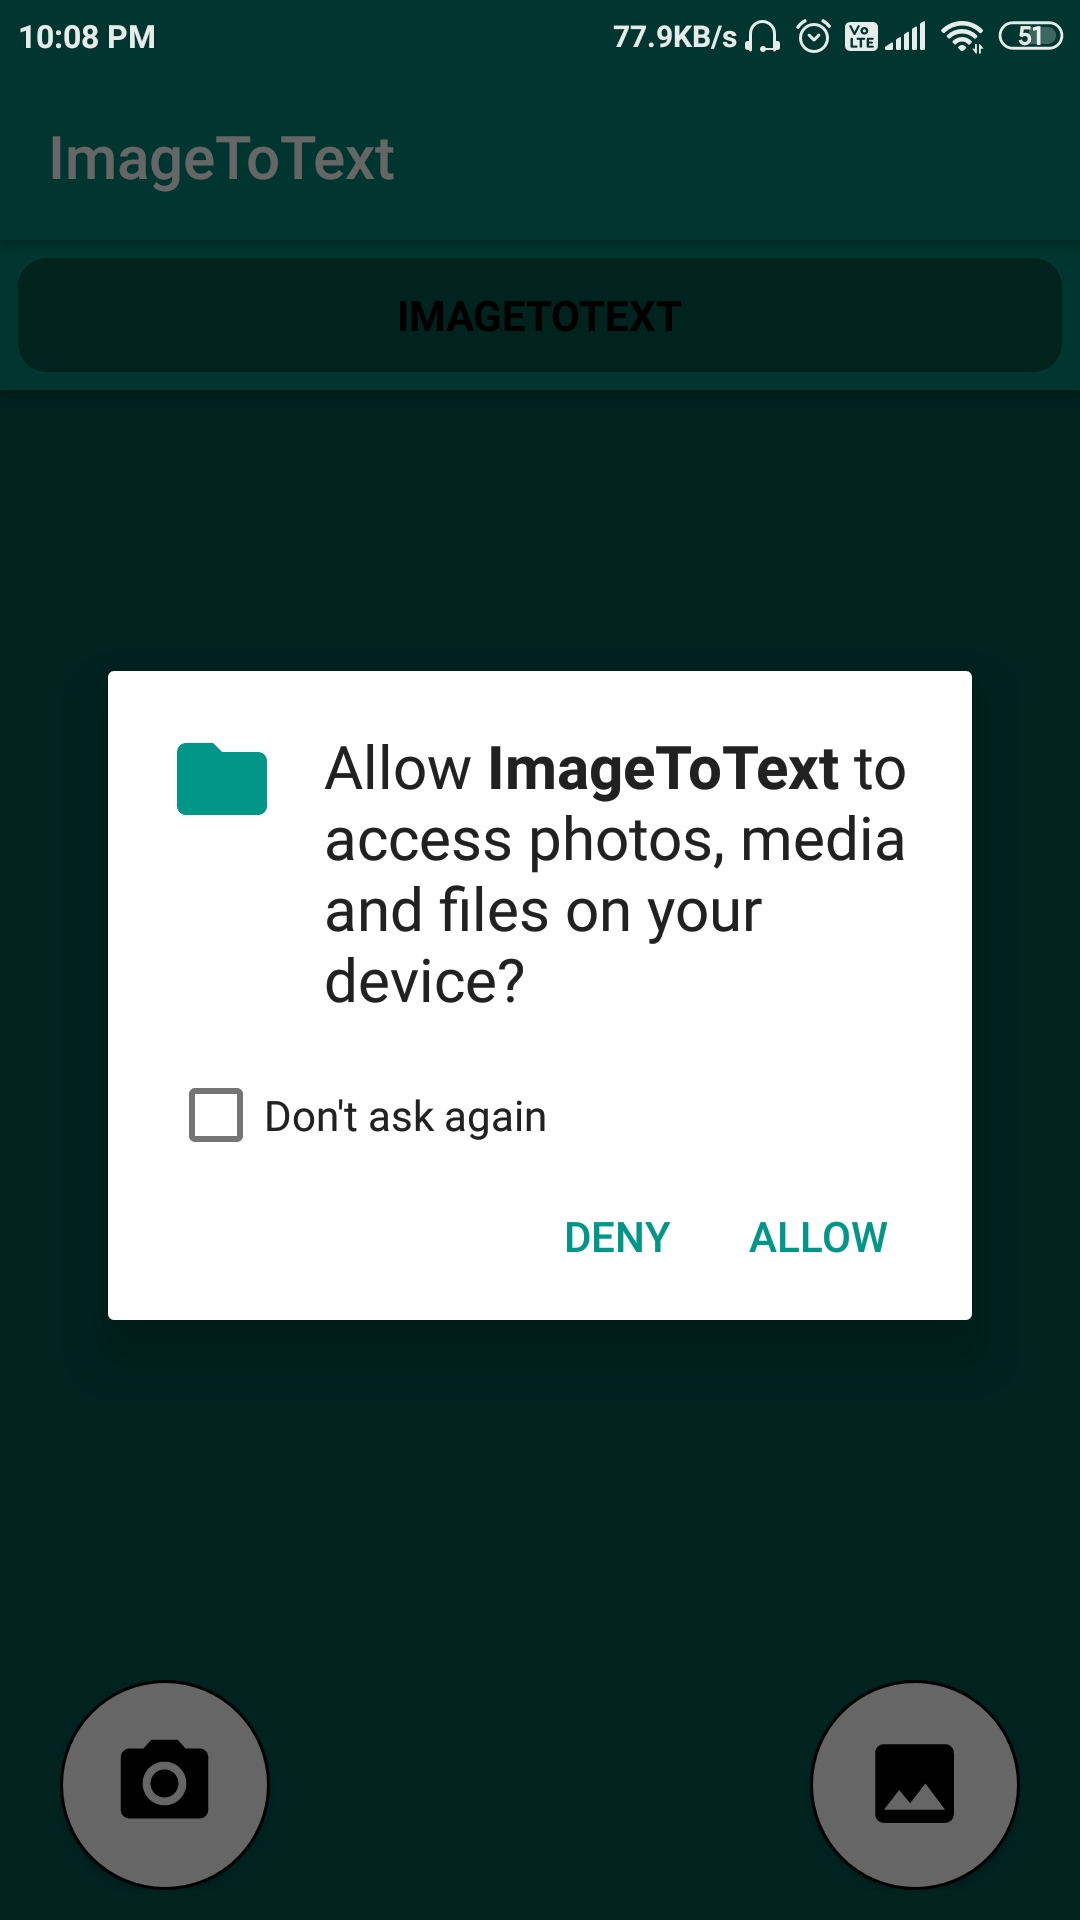 10:08 PM 77.9KB/s Vo LTE 51
ImageToText
IMAGETOTEXT
Allow ImageToText to
access photos, media
and files on your
device?
Don't ask again
DENY ALLOW